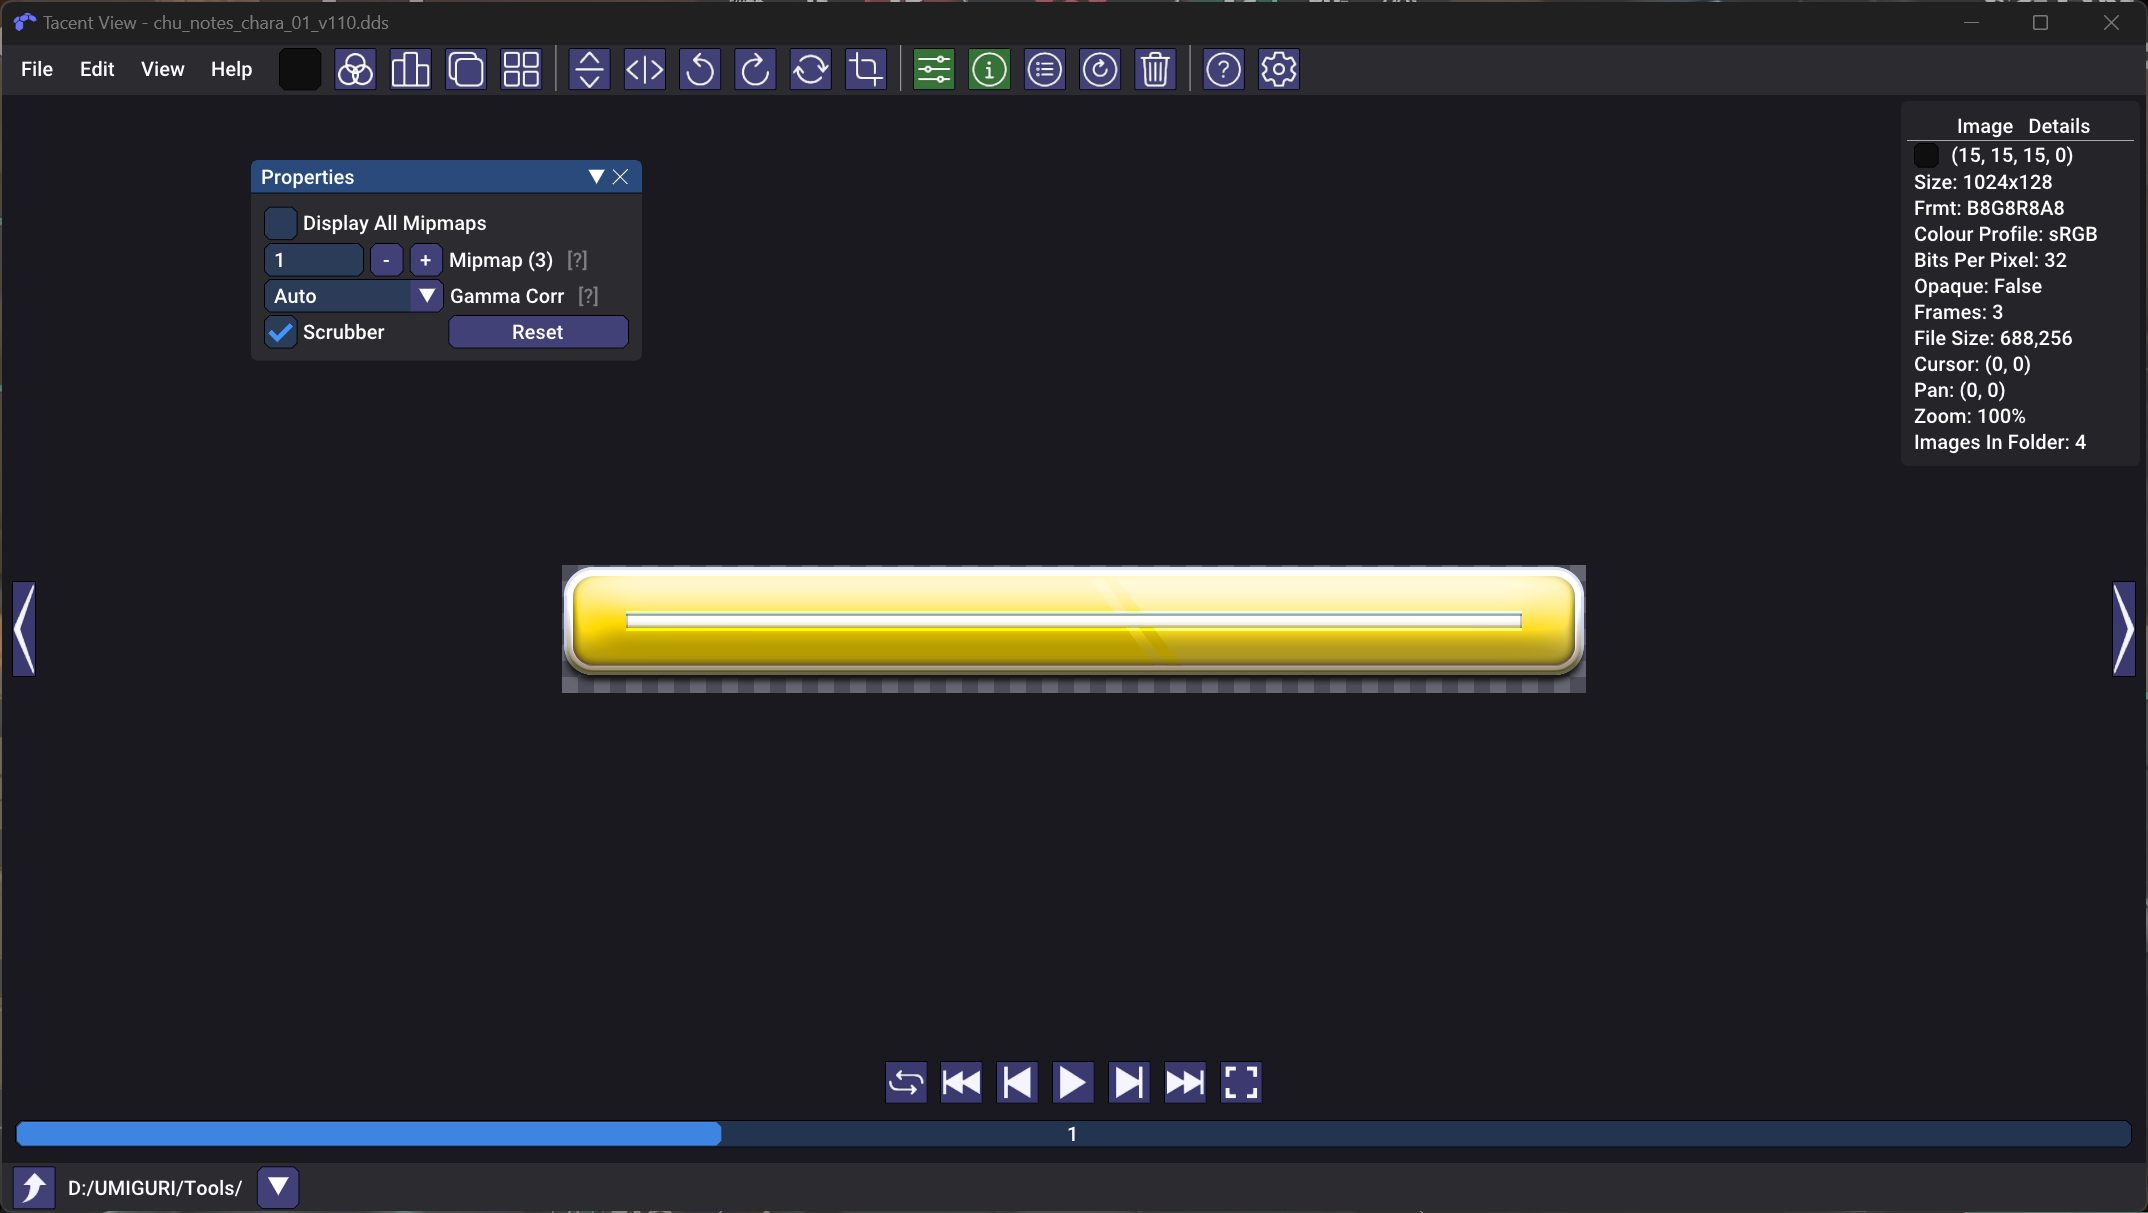 Tacent View - chu_notes_chara_01_v110.dds
File Edit View Help
Image Details
(15, 15, 15, 0)
Size: 1024x128
Frmt: B8G8R8A8
Colour Profile: sRGB
Bits Per Pixel: 32
Opaque: False
Frames: 3
File Size: 688,256
Cursor: (0, 0)
Pan: (0, 0)
Zoom: 100%
Images In Folder: 4
Properties
Display All Mipmaps
1 - + Mipmap (3) [?]
Auto Gamma Corr [?]
Scrubber Reset
1
D:/UMIGURI/Tools/